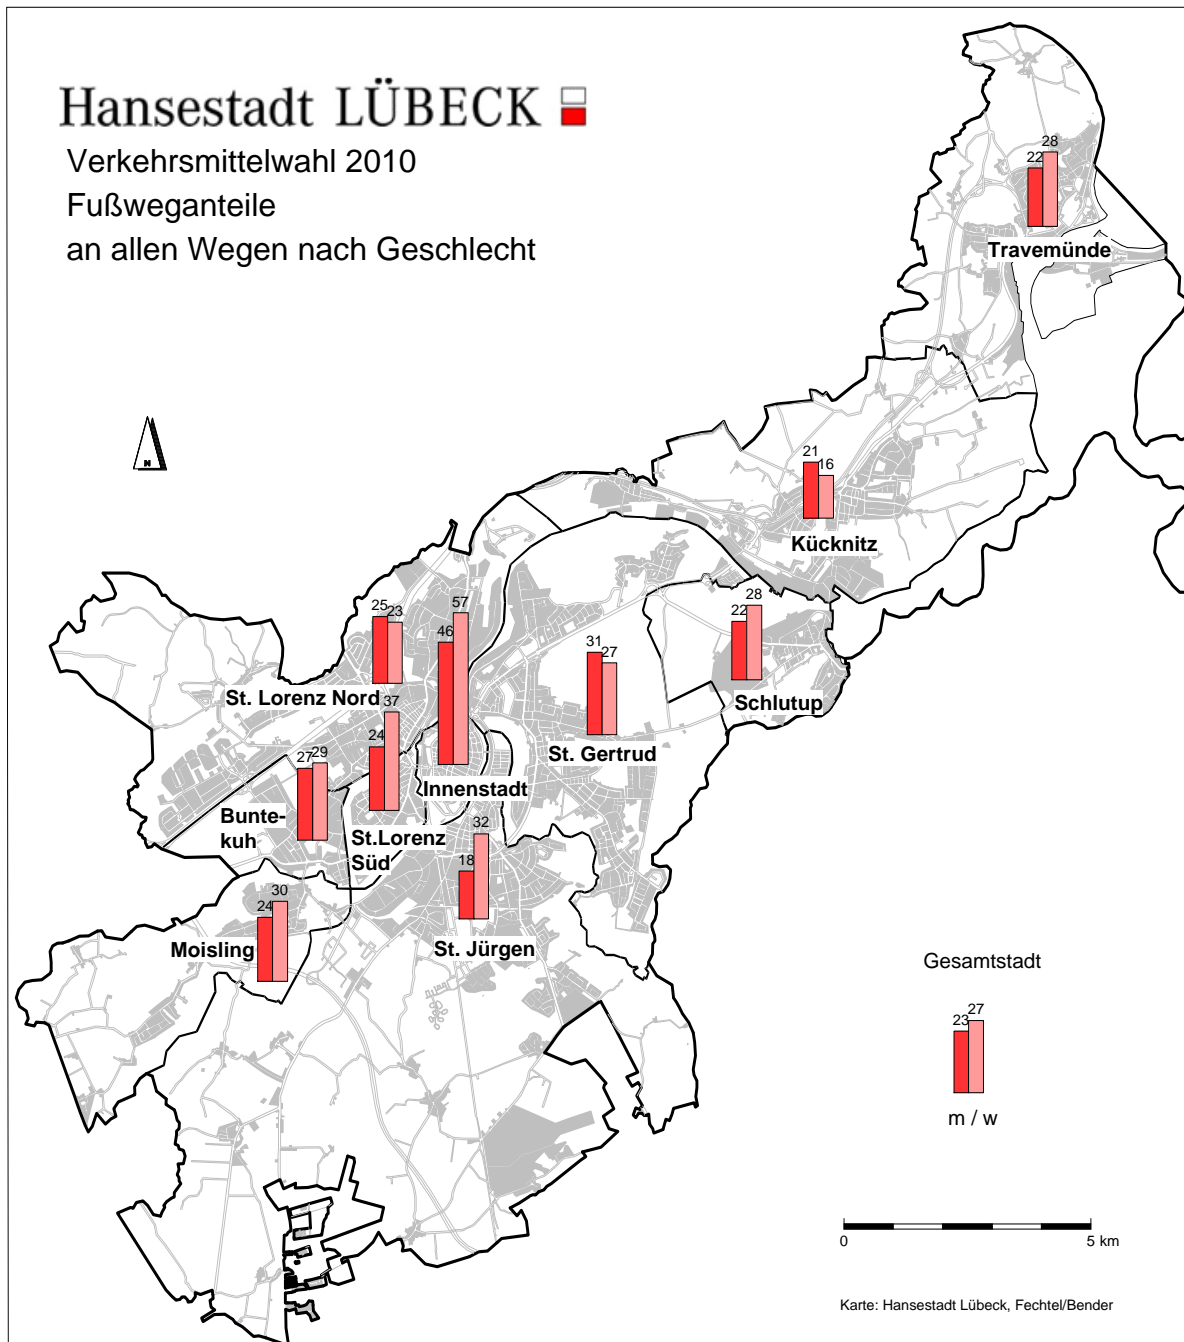 Hansestadt LÜBECK
Verkehrsmittelwahl 2010
Fußweganteile
an allen Wegen nach Geschlecht
22 28
Travemünde
21 16
Kücknitz
N
25 23
St. Lorenz Nord
46 57
Innenstadt
31 27
St. Gertrud
22 28
Schlutup
27 29
Bunte-
kuh
24 37
St.Lorenz
Süd
18 32
St. Jürgen
24 30
Moisling
Gesamtstadt
23 27
m / w
0 5 km
Karte: Hansestadt Lübeck, Fechtel/Bender